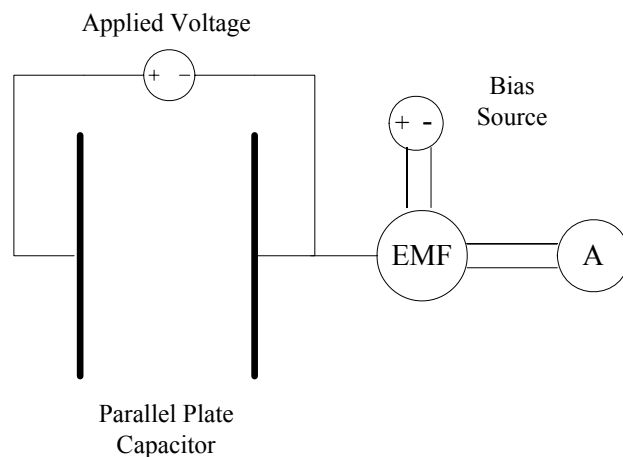 Applied Voltage
+ −
Bias
Source
+ -
EMF
A
Parallel Plate
Capacitor